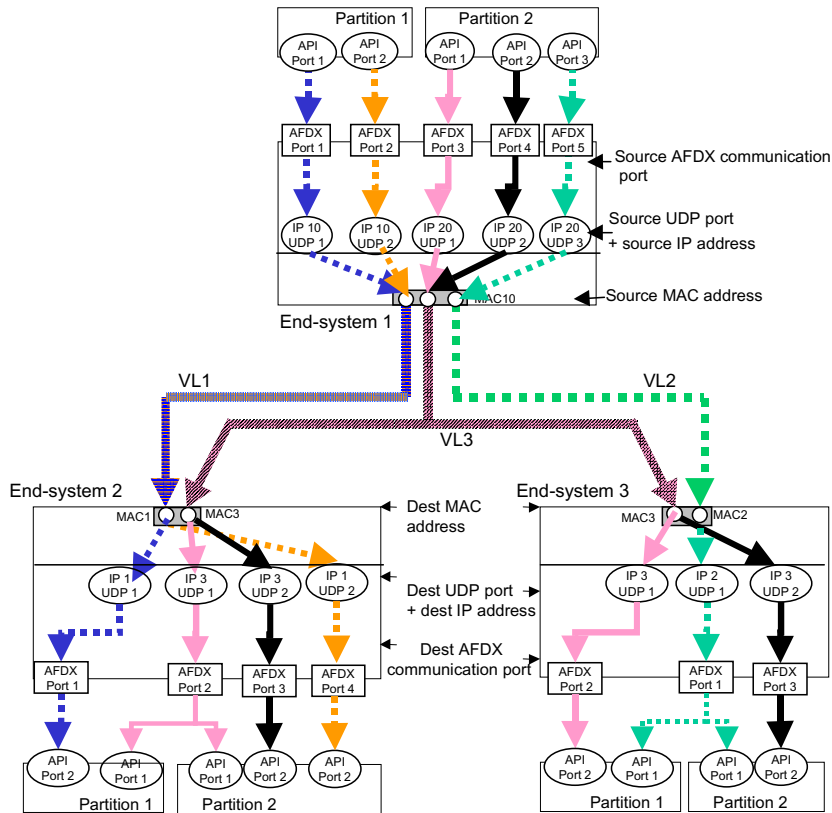 Partition 1
Partition 2
API
Port 1
API
Port 2
API
Port 1
API
Port 2
API
Port 3
AFDX
Port 1
AFDX
Port 2
AFDX
Port 3
AFDX
Port 4
AFDX
Port 5
Source AFDX communication
port
IP 10
UDP 1
IP 10
UDP 2
IP 20
UDP 1
IP 20
UDP 2
IP 20
UDP 3
Source UDP port
+ source IP address
MAC10
Source MAC address
End-system 1
VL1
VL2
VL3
End-system 2
MAC1
MAC3
Dest MAC
address
End-system 3
MAC3
MAC2
IP 1
UDP 1
IP 3
UDP 1
IP 3
UDP 2
IP 1
UDP 2
Dest UDP port
+ dest IP address
IP 3
UDP 1
IP 2
UDP 1
IP 3
UDP 2
Dest AFDX
communication port
AFDX
Port 1
AFDX
Port 2
AFDX
Port 3
AFDX
Port 4
AFDX
Port 2
AFDX
Port 1
AFDX
Port 3
API
Port 2
API
Port 1
API
Port 1
API
Port 2
API
Port 2
API
Port 2
API
Port 1
API
Port 1
API
Port 2
Partition 1
Partition 2
Partition 1
Partition 2